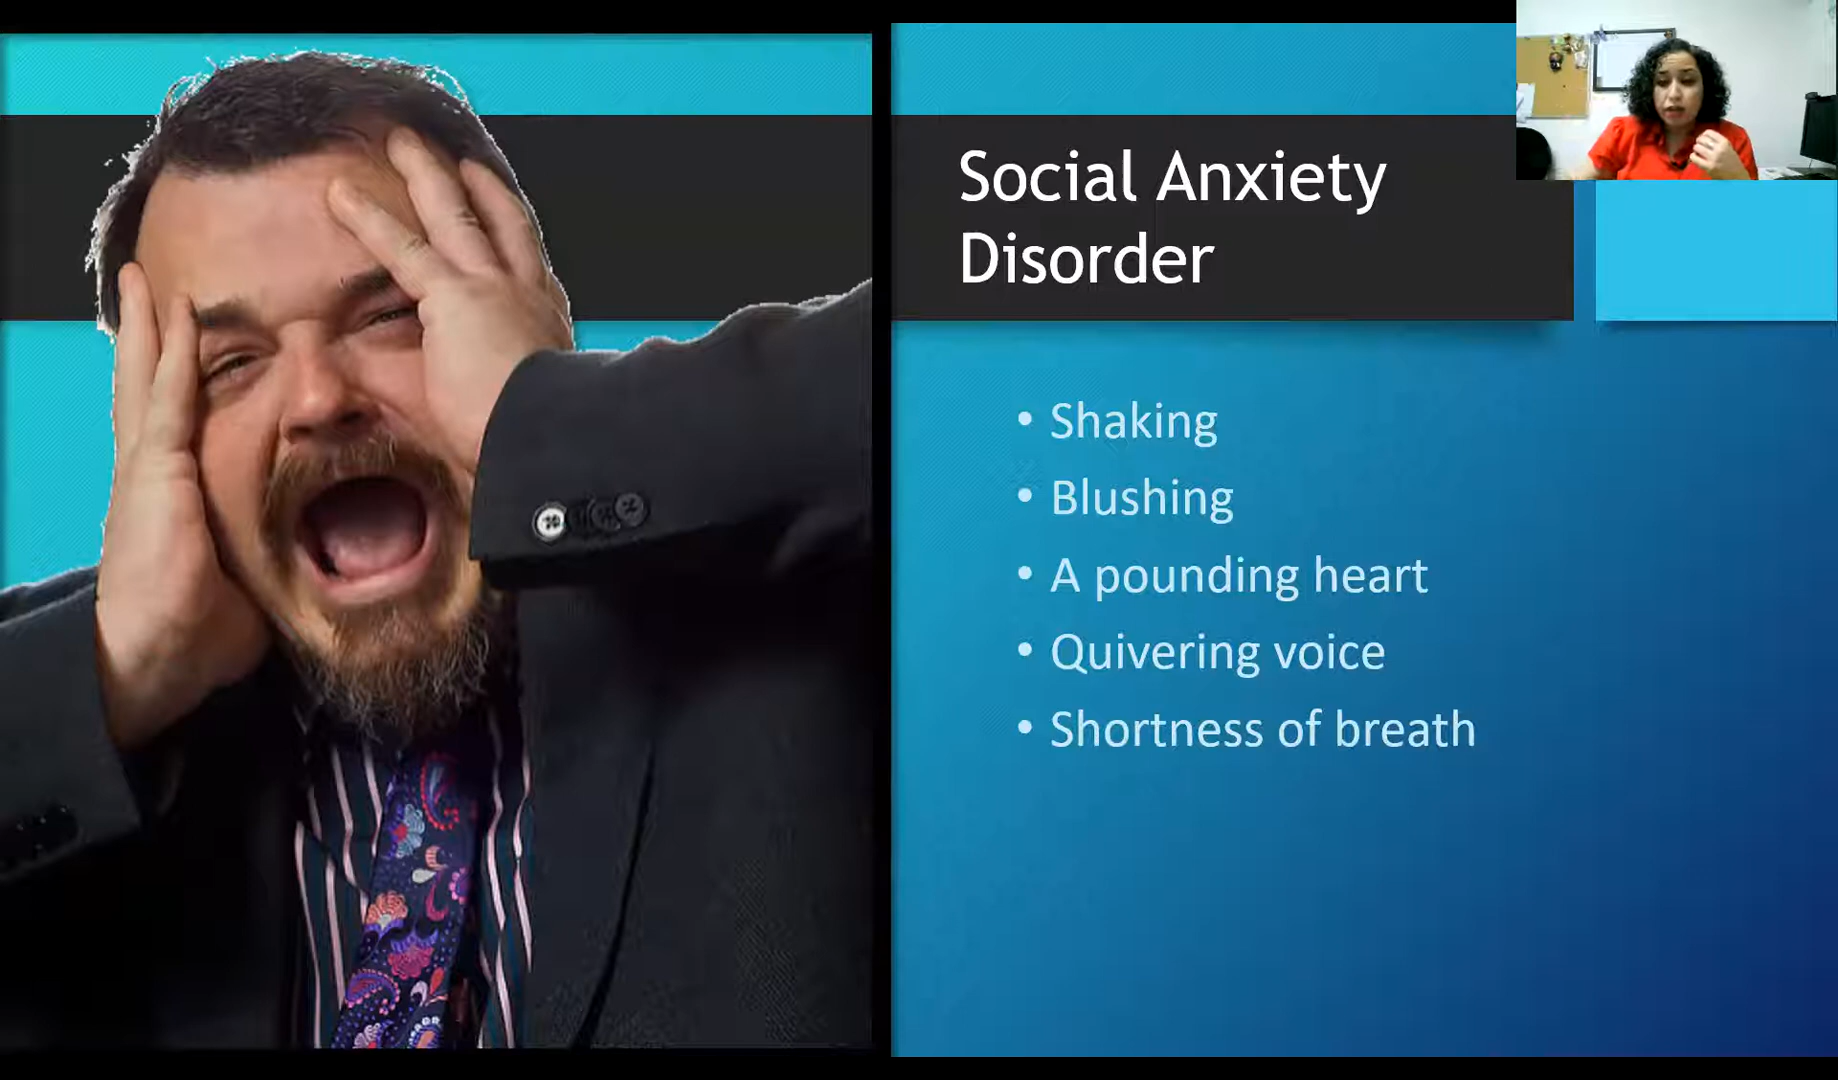 Social Anxiety
Disorder
• Shaking
• Blushing
• A pounding heart
• Quivering voice
• Shortness of breath